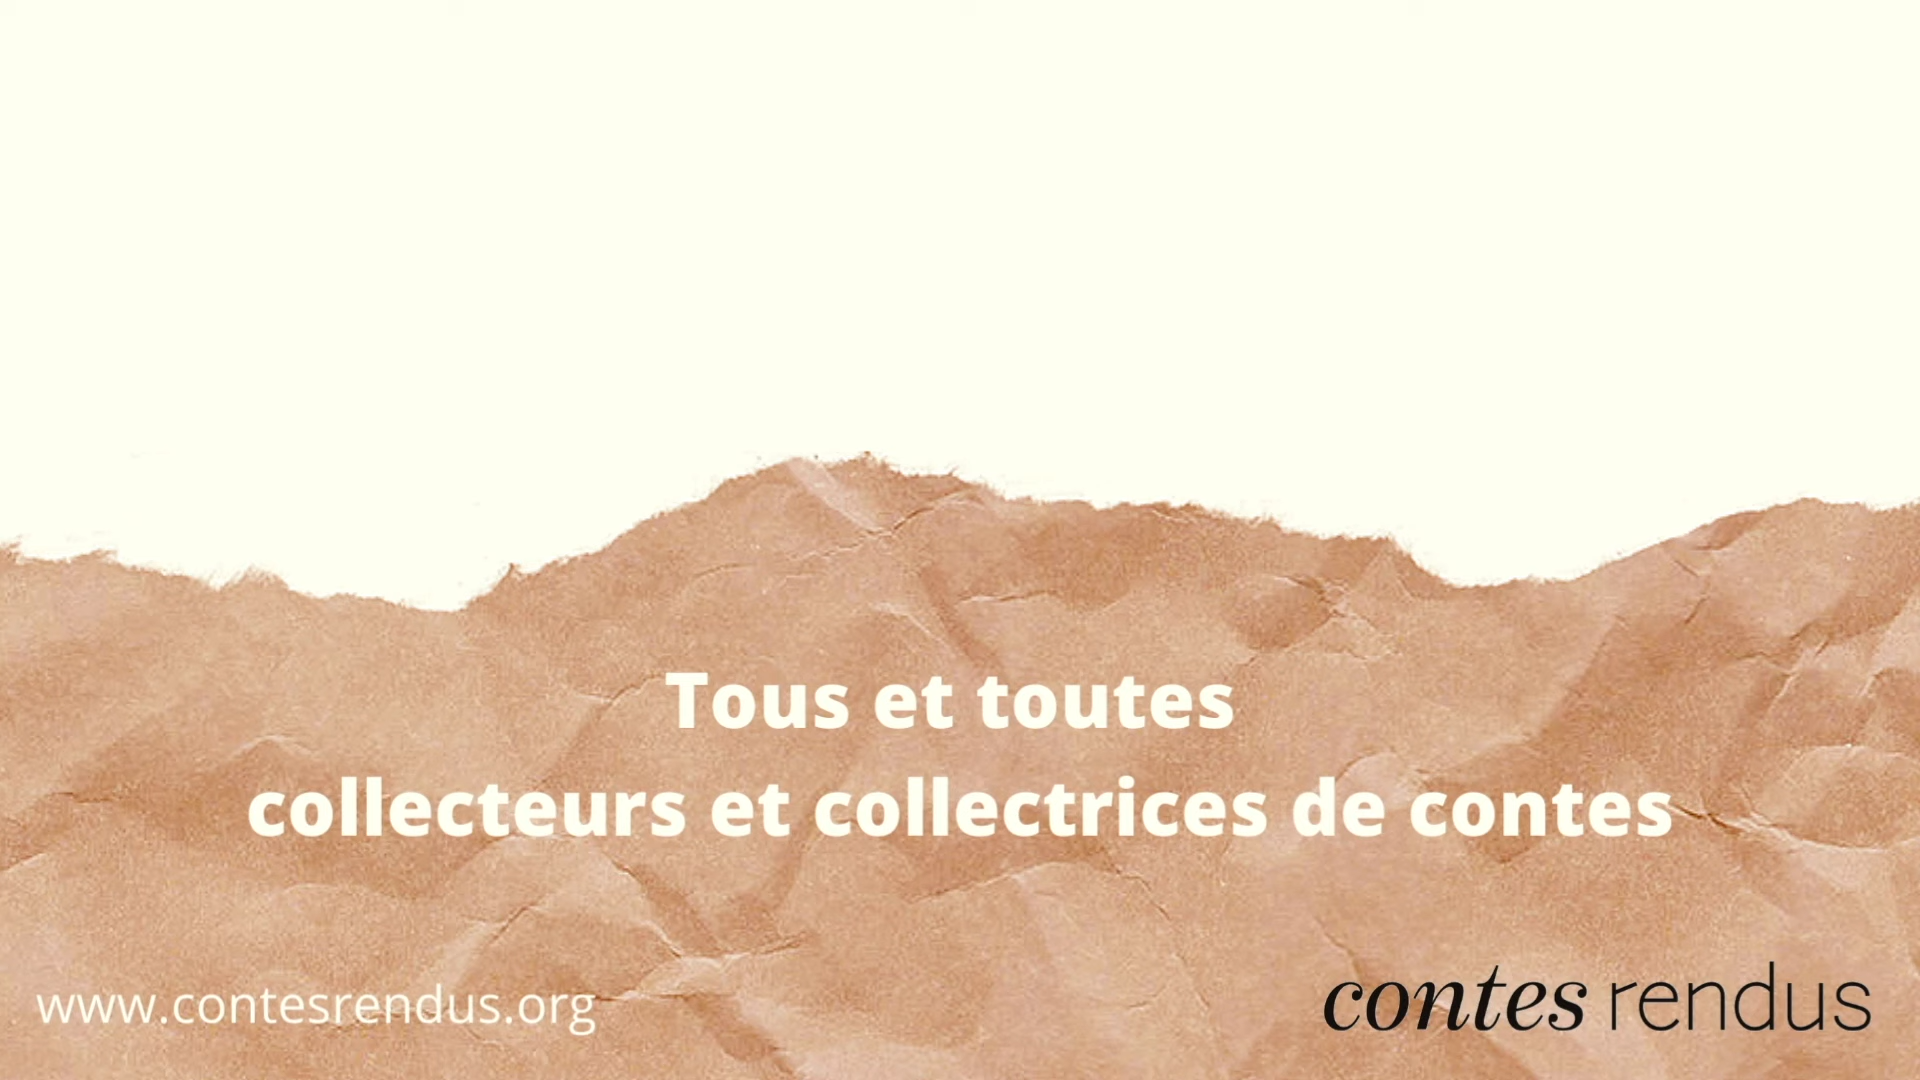 Tous et toutes
collecteurs et collectrices de contes
www.contesrendus.org
contes rendus